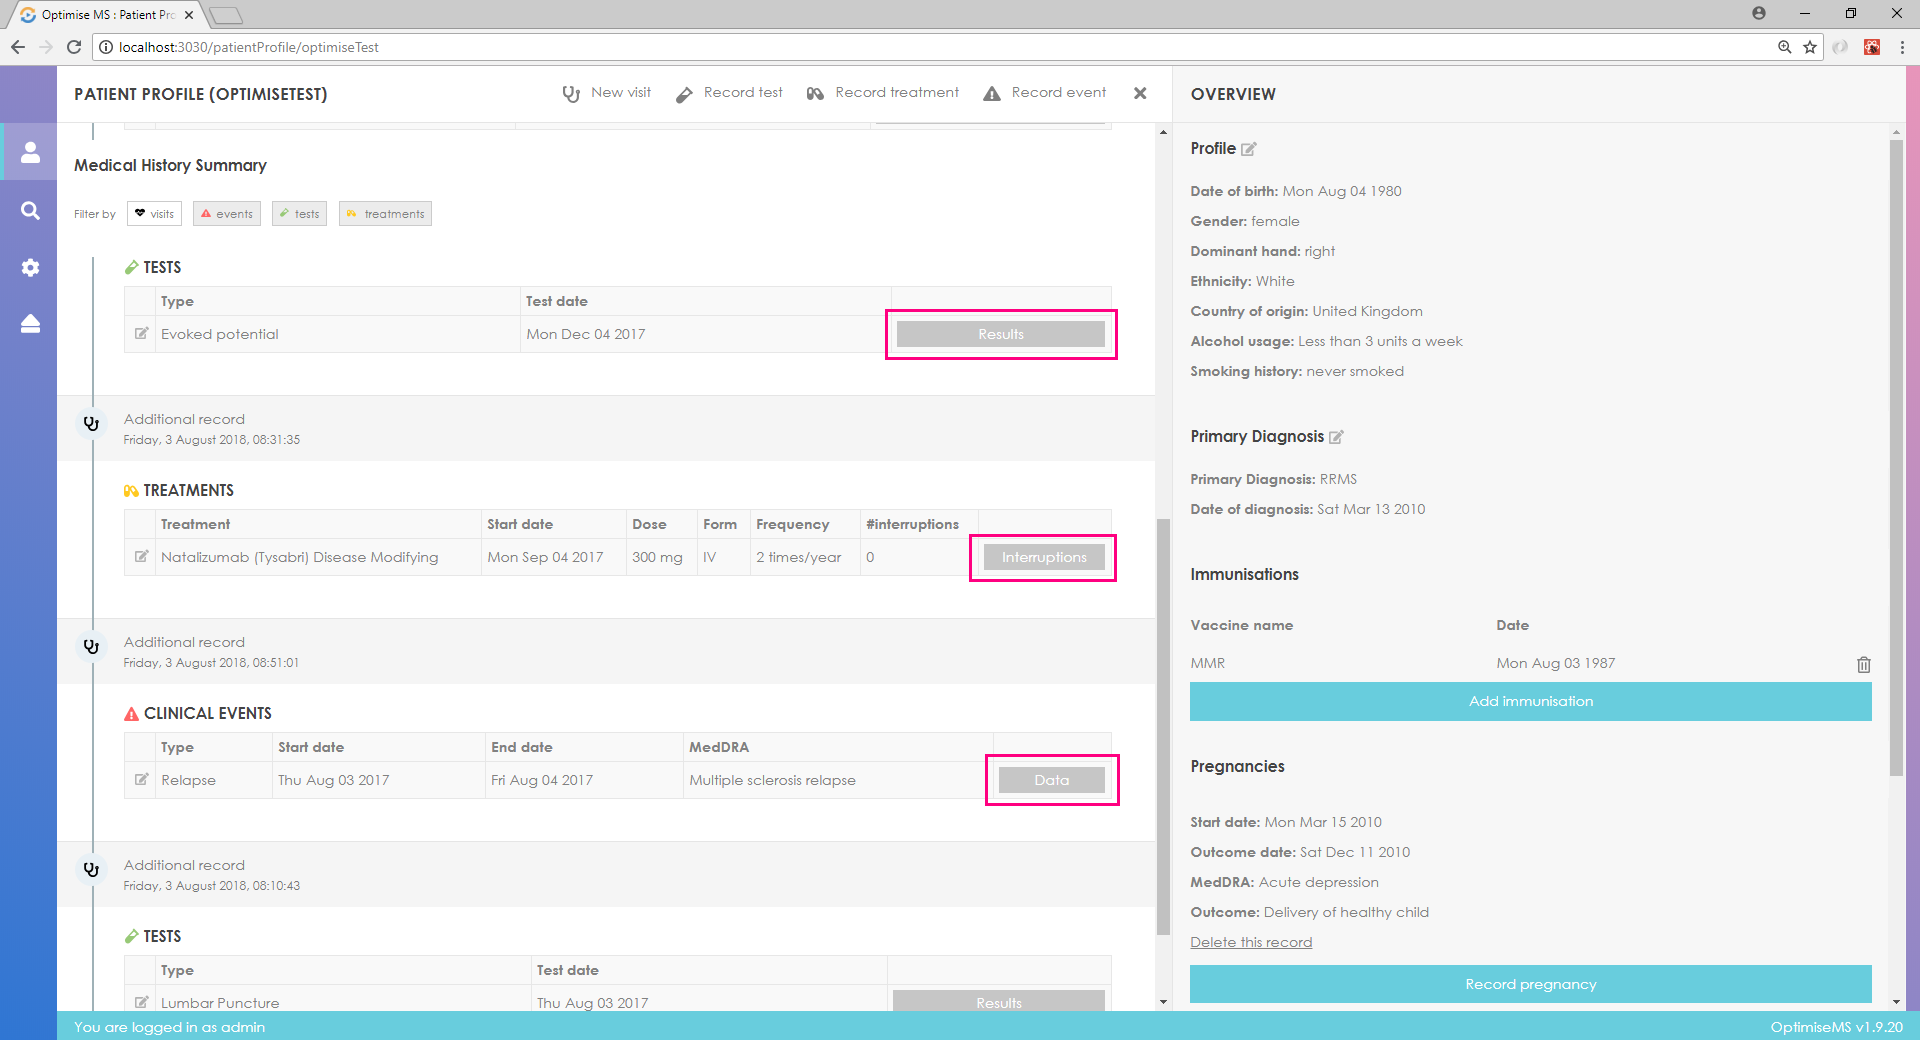 Optimise MS : Patient Pro
localhost:3030/patientProfile/optimiseTest
PATIENT PROFILE (OPTIMISETEST)
New visit
Record test
Record treatment
Record event
Medical History Summary
Filter by visits events tests treatments
TESTS
Type Test date
Evoked potential Mon Dec 04 2017 Results
Additional record
Friday, 3 August 2018, 08:31:35
TREATMENTS
Treatment Start date Dose Form Frequency #interruptions
Natalizumab (Tysabri) Disease Modifying Mon Sep 04 2017 300 mg IV 2 times/year 0 Interruptions
Additional record
Friday, 3 August 2018, 08:51:01
CLINICAL EVENTS
Type Start date End date MedDRA
Relapse Thu Aug 03 2017 Fri Aug 04 2017 Multiple sclerosis relapse Data
Additional record
Friday, 3 August 2018, 08:10:43
TESTS
Type Test date
Lumbar Puncture Thu Aug 03 2017 Results
OVERVIEW
Profile
Date of birth: Mon Aug 04 1980
Gender: female
Dominant hand: right
Ethnicity: White
Country of origin: United Kingdom
Alcohol usage: Less than 3 units a week
Smoking history: never smoked
Primary Diagnosis
Primary Diagnosis: RRMS
Date of diagnosis: Sat Mar 13 2010
Immunisations
Vaccine name Date
MMR Mon Aug 03 1987
Add immunisation
Pregnancies
Start date: Mon Mar 15 2010
Outcome date: Sat Dec 11 2010
MedDRA: Acute depression
Outcome: Delivery of healthy child
Delete this record
Record pregnancy
You are logged in as admin
OptimiseMS v1.9.20